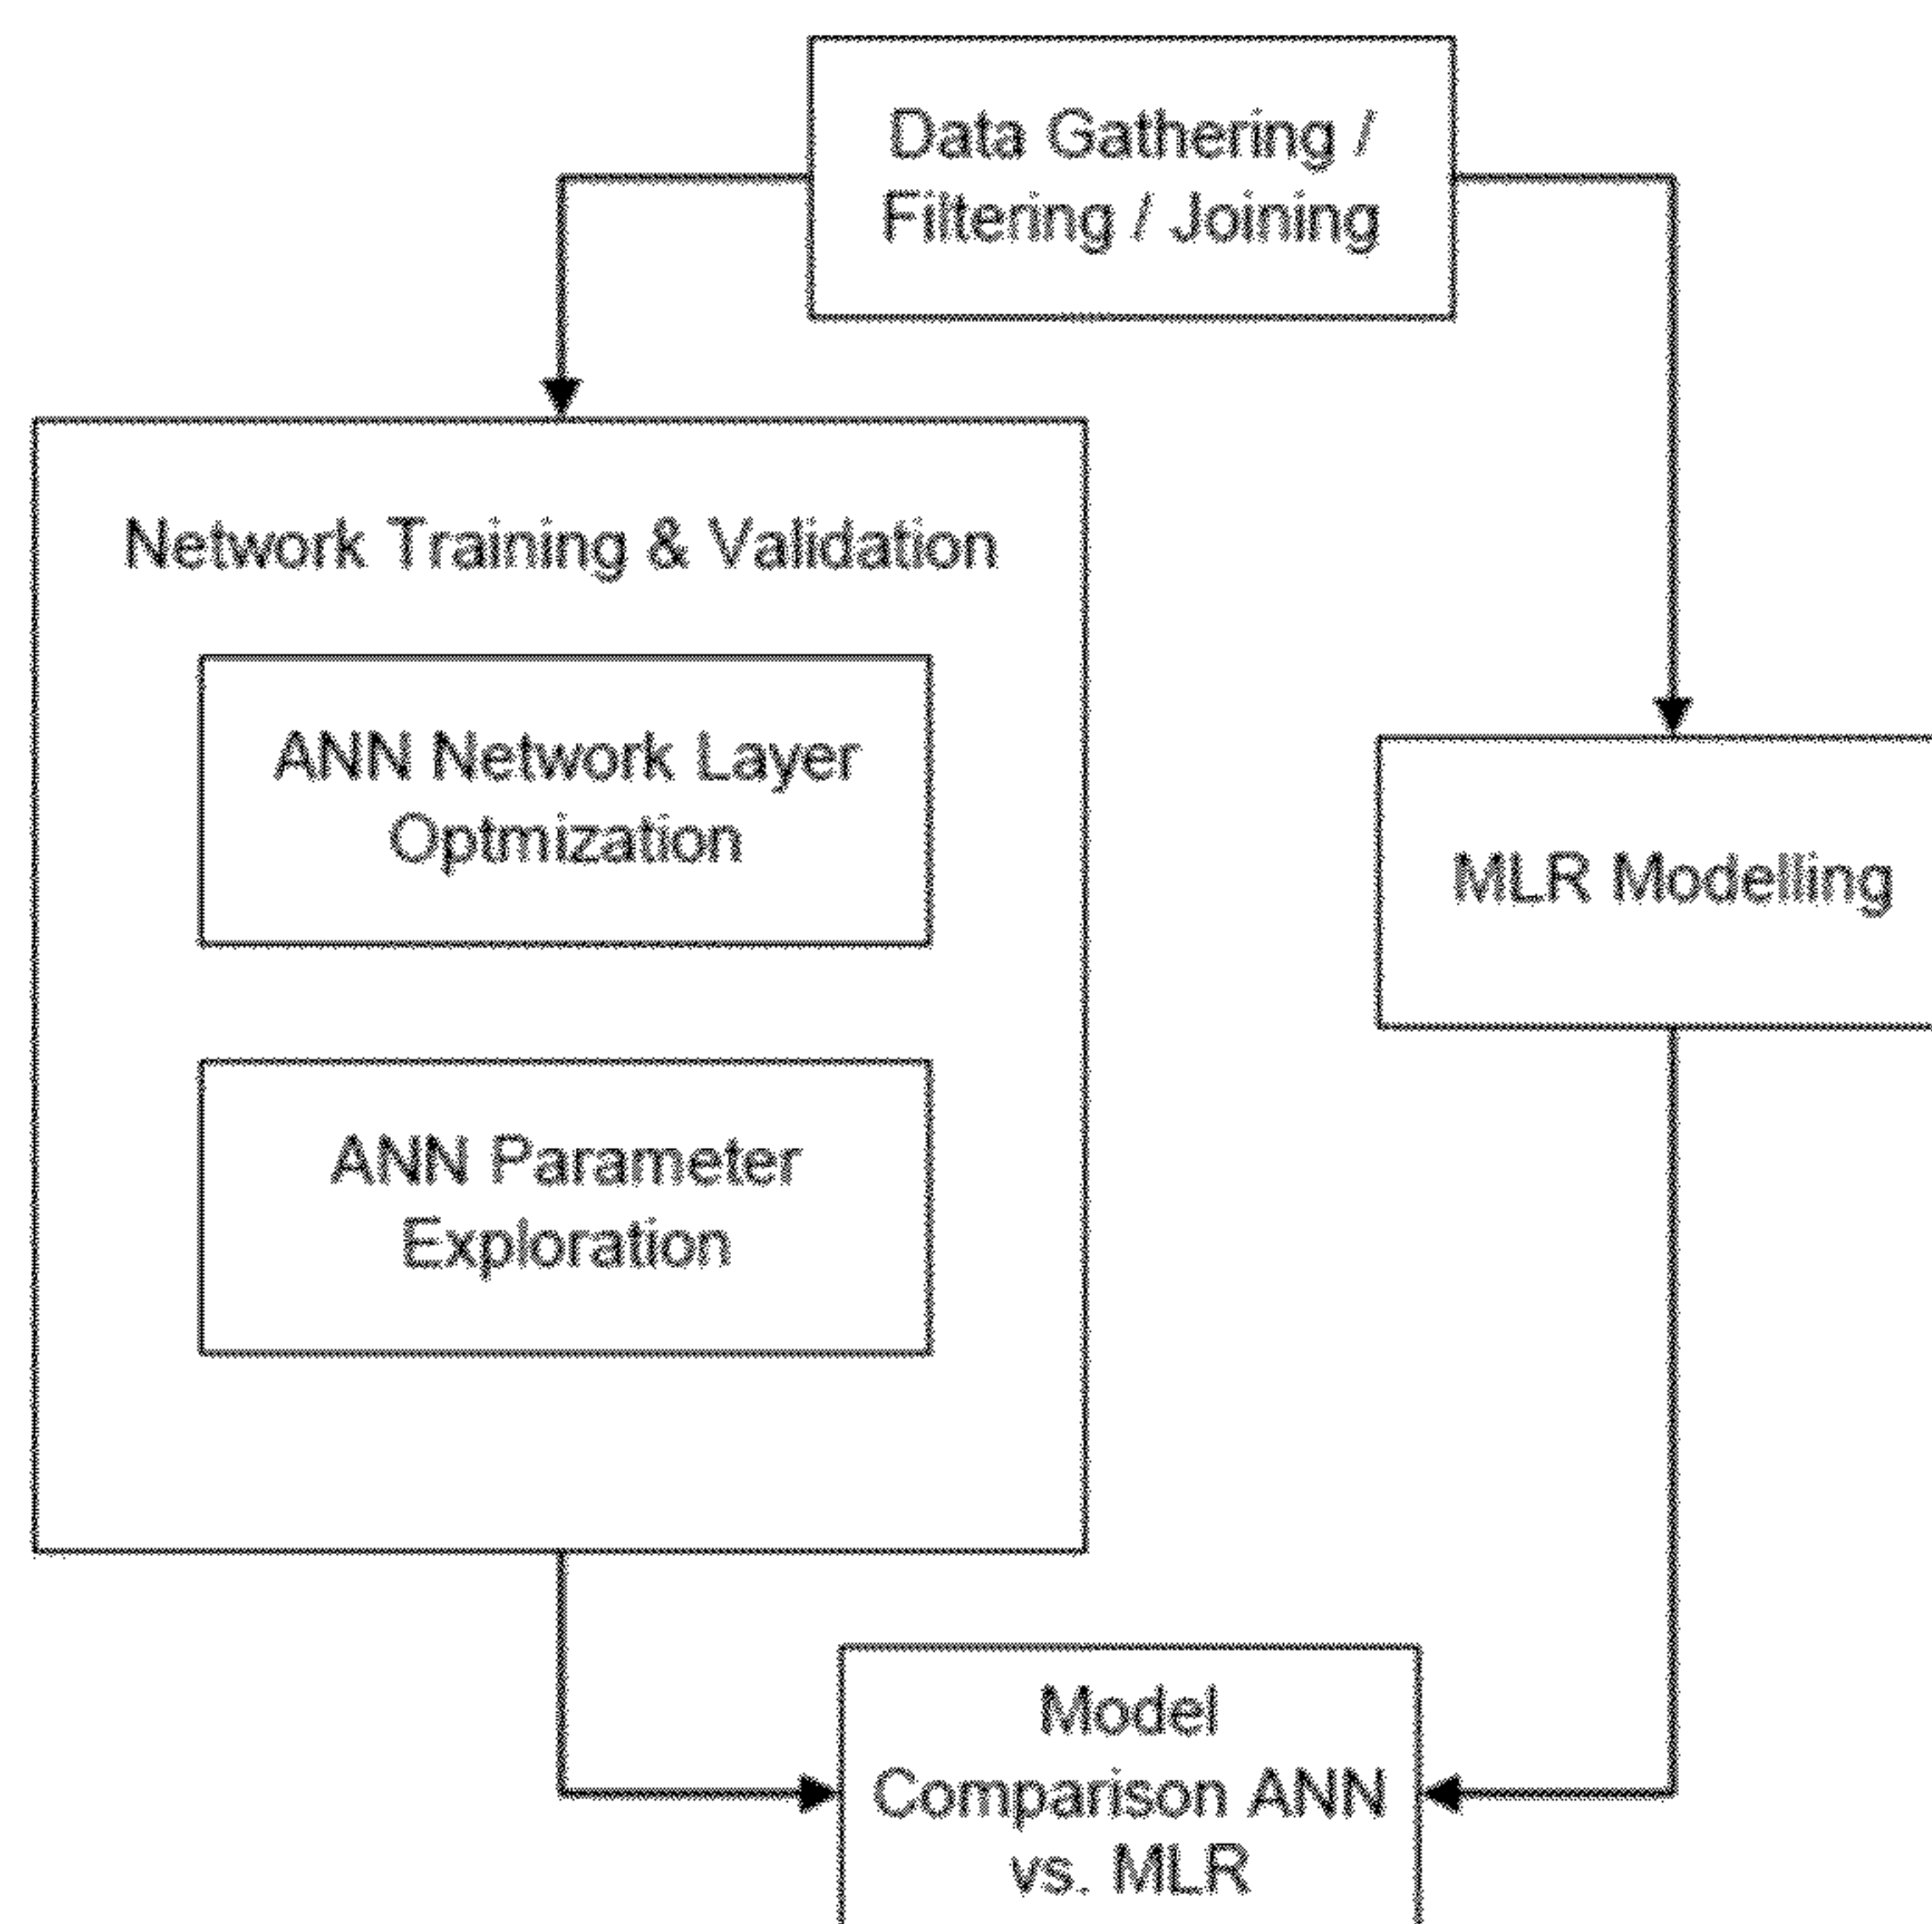 Data Gathering /
Filtering / Joining
Network Training & Validation
ANN Network Layer
Optmization
ANN Parameter
Exploration
MLR Modelling
Model
Comparison ANN
vs. MLR